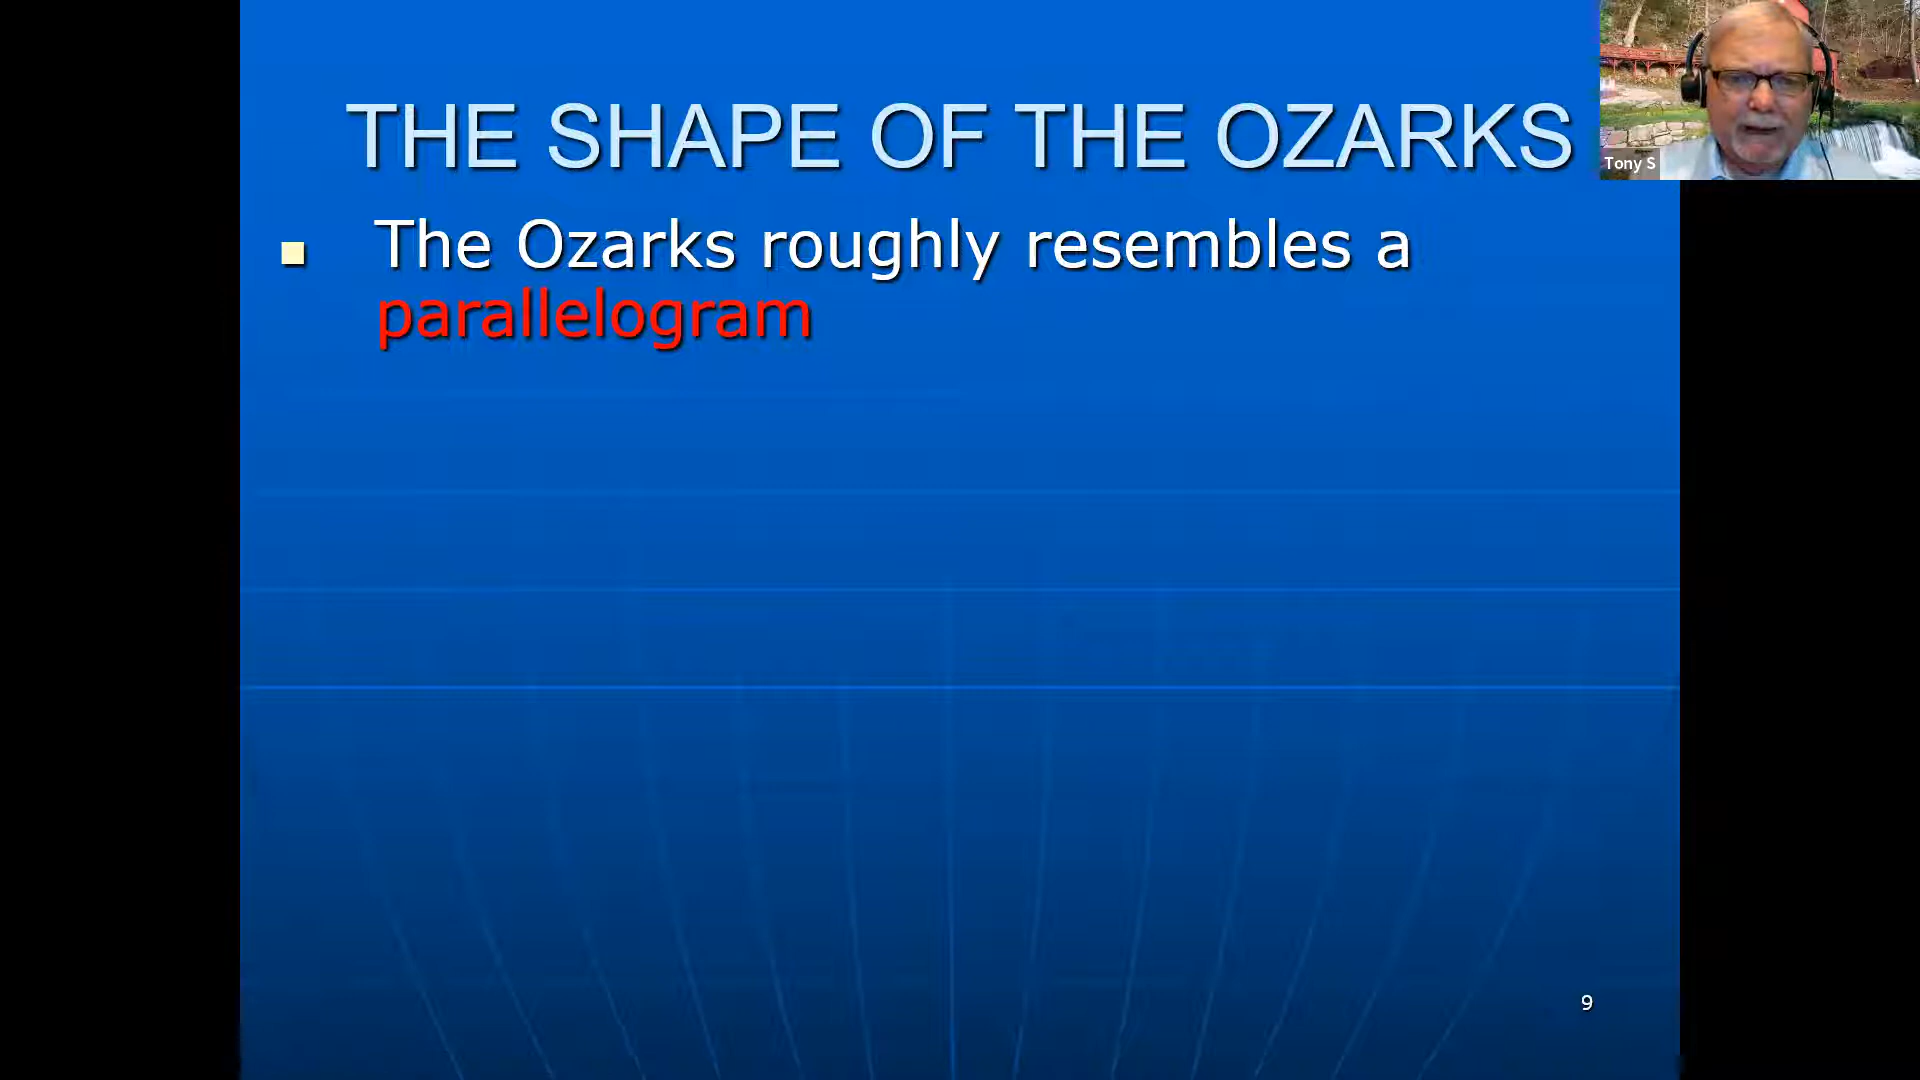 THE SHAPE OF THE OZARKS
The Ozarks roughly resembles a
parallelogram
Tony S
9